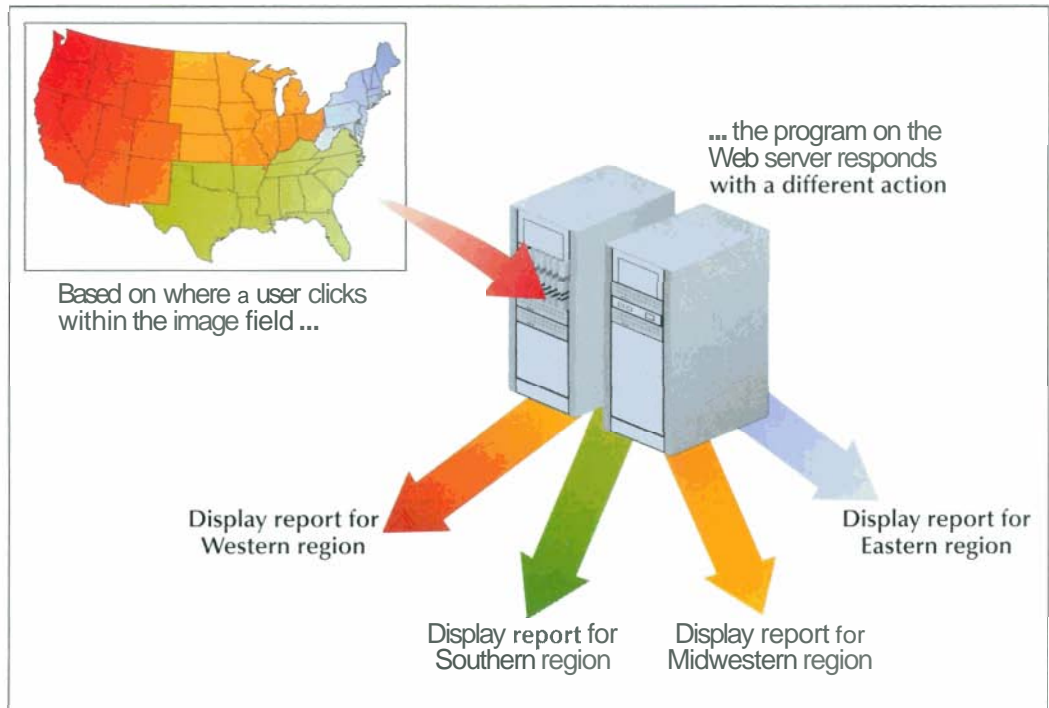 ... the program on the
Web server responds
with a different action
Based on where a user clicks
within the image field ...
Display report for
Western region
Display report for
Eastern region
Display report for
Southern region
Display report for
Midwestern region